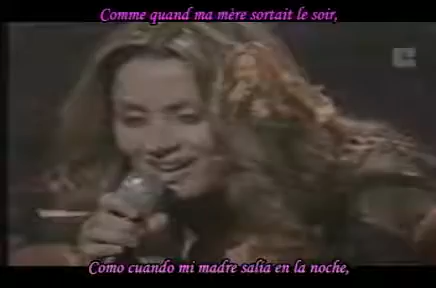 Comme quand ma mère sortait le soir,
Como cuando mi madre salía en la noche,